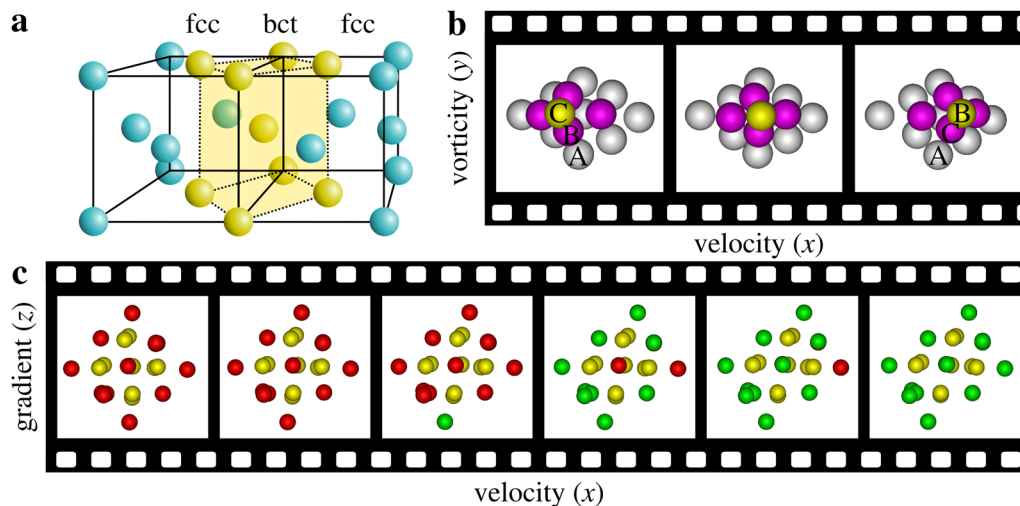 a
fcc bct fcc
b
vorticity (y)
C
B
A
B
C
A
velocity (x)
c
gradient (z)
velocity (x)